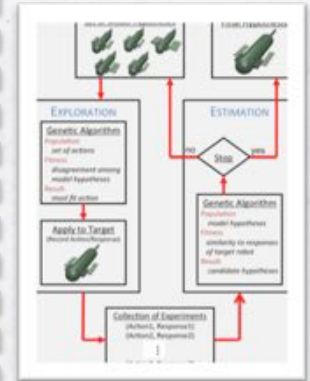 EXPLORATION
Genetic Algorithm
Population
set of actions
Fitness
disagreement among
model hypotheses
Result
most fit action
Apply to Target
(Record Action/Response)
ESTIMATION
no
yes
Stop
Genetic Algorithm
Population
model hypotheses
Fitness
similarity to responses
of target robot
Result
candidate hypotheses
Collection of Experiments
(Action1, Response1)
(Action2, Response2)
⋮